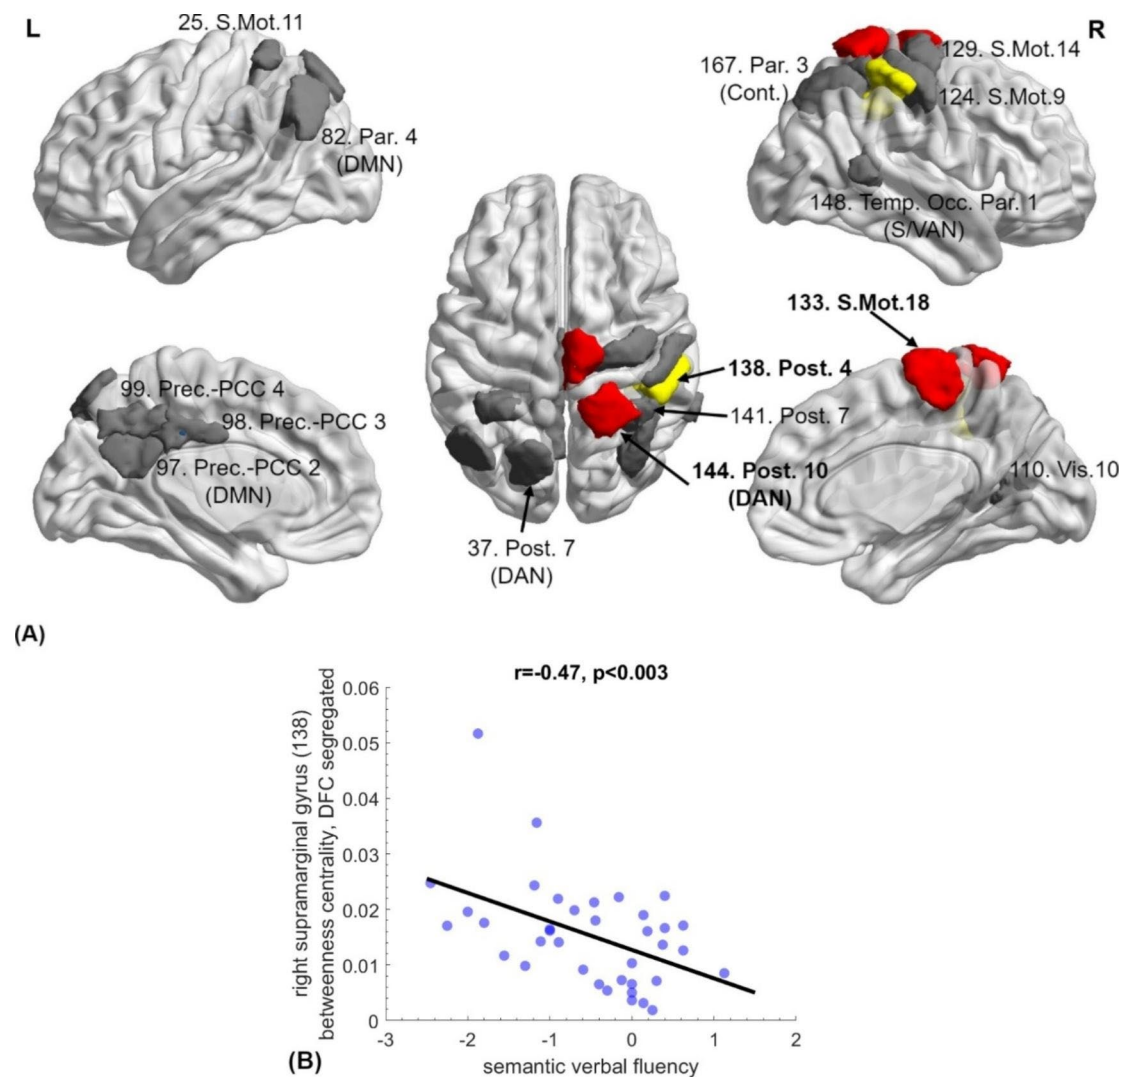 L
25. S.Mot.11
82. Par. 4
(DMN)
R
129. S.Mot.14
167. Par. 3
(Cont.)
124. S.Mot.9
148. Temp. Occ. Par. 1
(S/VAN)
133. S.Mot.18
138. Post. 4
141. Post. 7
144. Post. 10
(DAN)
110. Vis.10
99. Prec.-PCC 4
98. Prec.-PCC 3
97. Prec.-PCC 2
(DMN)
37. Post. 7
(DAN)
(A)
r=-0.47, p<0.003
right supramarginal gyrus (138)
betweenness centrality, DFC segregated
0.06
0.05
0.04
0.03
0.02
0.01
0
-3 -2 -1 0 1 2
semantic verbal fluency
(B)